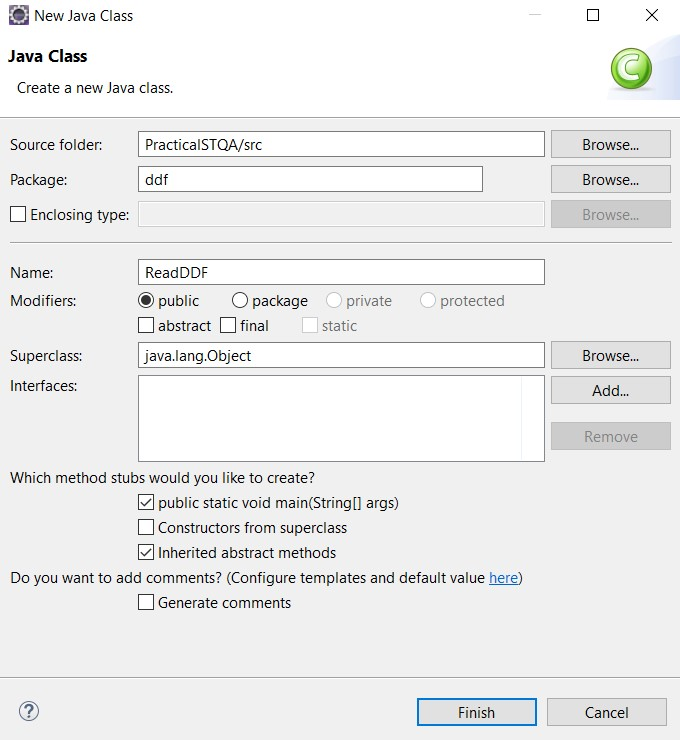 New Java Class
Java Class
Create a new Java class.
Source folder: PracticalSTQA/src Browse...
Package: ddf Browse...
Enclosing type: Browse...
Name: ReadDDF
Modifiers: public package private protected
abstract final static
Superclass: java.lang.Object Browse...
Interfaces: Add...
Remove
Which method stubs would you like to create?
public static void main(String[] args)
Constructors from superclass
Inherited abstract methods
Do you want to add comments? (Configure templates and default value here)
Generate comments
? Finish Cancel